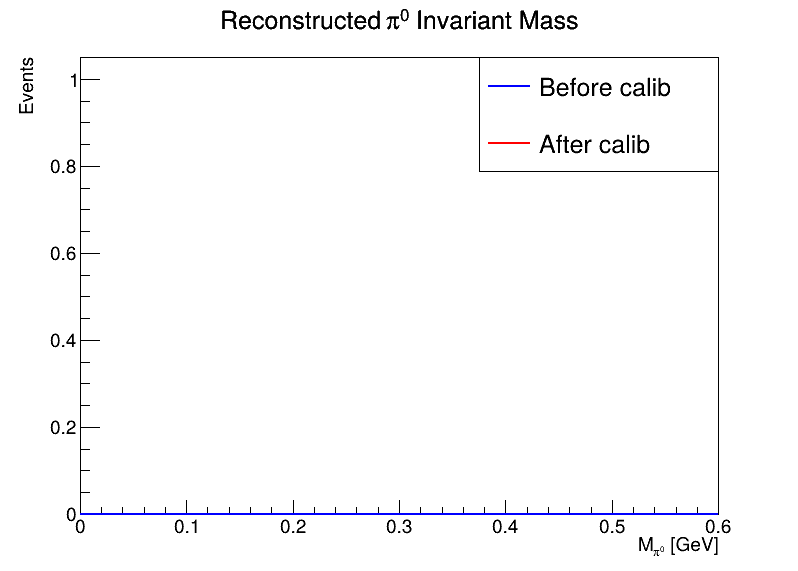 Reconstructed π⁰ Invariant Mass
Events
Before calib
After calib
1
0.8
0.6
0.4
0.2
0
0 0.1 0.2 0.3 0.4 0.5 0.6
M_π⁰ [GeV]